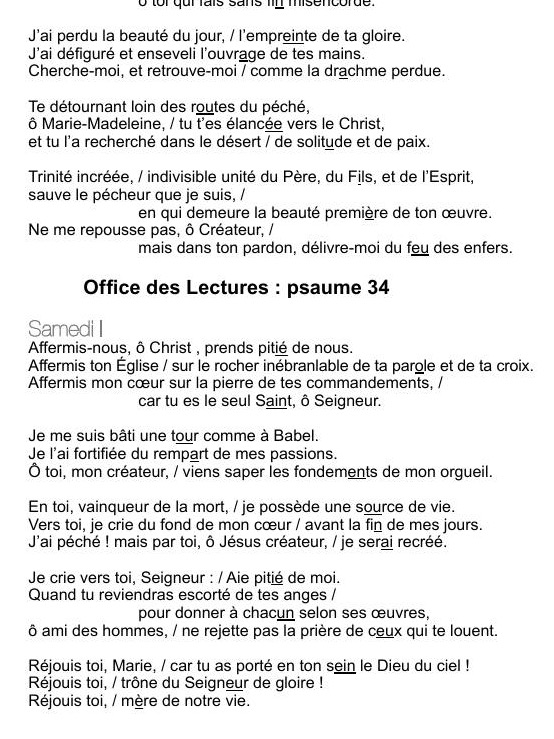 ô toi qui fais sans fin miséricorde.
J'ai perdu la beauté du jour, / l'empreinte de ta gloire.
J'ai défiguré et enseveli l'ouvrage de tes mains.
Cherche-moi, et retrouve-moi / comme la drachme perdue.
Te détournant loin des routes du péché,
ô Marie-Madeleine, / tu t'es élancée vers le Christ,
et tu l'a recherché dans le désert / de solitude et de paix.
Trinité incréée, / indivisible unité du Père, du Fils, et de l'Esprit,
sauve le pécheur que je suis, /
en qui demeure la beauté première de ton œuvre.
Ne me repousse pas, ô Créateur, /
mais dans ton pardon, délivre-moi du feu des enfers.
Office des Lectures : psaume 34
Samedi I
Affermis-nous, ô Christ , prends pitié de nous.
Affermis ton Église / sur le rocher inébranlable de ta parole et de ta croix.
Affermis mon cœur sur la pierre de tes commandements, /
car tu es le seul Saint, ô Seigneur.
Je me suis bâti une tour comme à Babel.
Je l'ai fortifiée du rempart de mes passions.
Ô toi, mon créateur, / viens saper les fondements de mon orgueil.
En toi, vainqueur de la mort, / je possède une source de vie.
Vers toi, je crie du fond de mon cœur / avant la fin de mes jours.
J'ai péché ! mais par toi, ô Jésus créateur, / je serai recréé.
Je crie vers toi, Seigneur : / Aie pitié de moi.
Quand tu reviendras escorté de tes anges /
pour donner à chacun selon ses œuvres,
ô ami des hommes, / ne rejette pas la prière de ceux qui te louent.
Réjouis toi, Marie, / car tu as porté en ton sein le Dieu du ciel !
Réjouis toi, / trône du Seigneur de gloire !
Réjouis toi, / mère de notre vie.